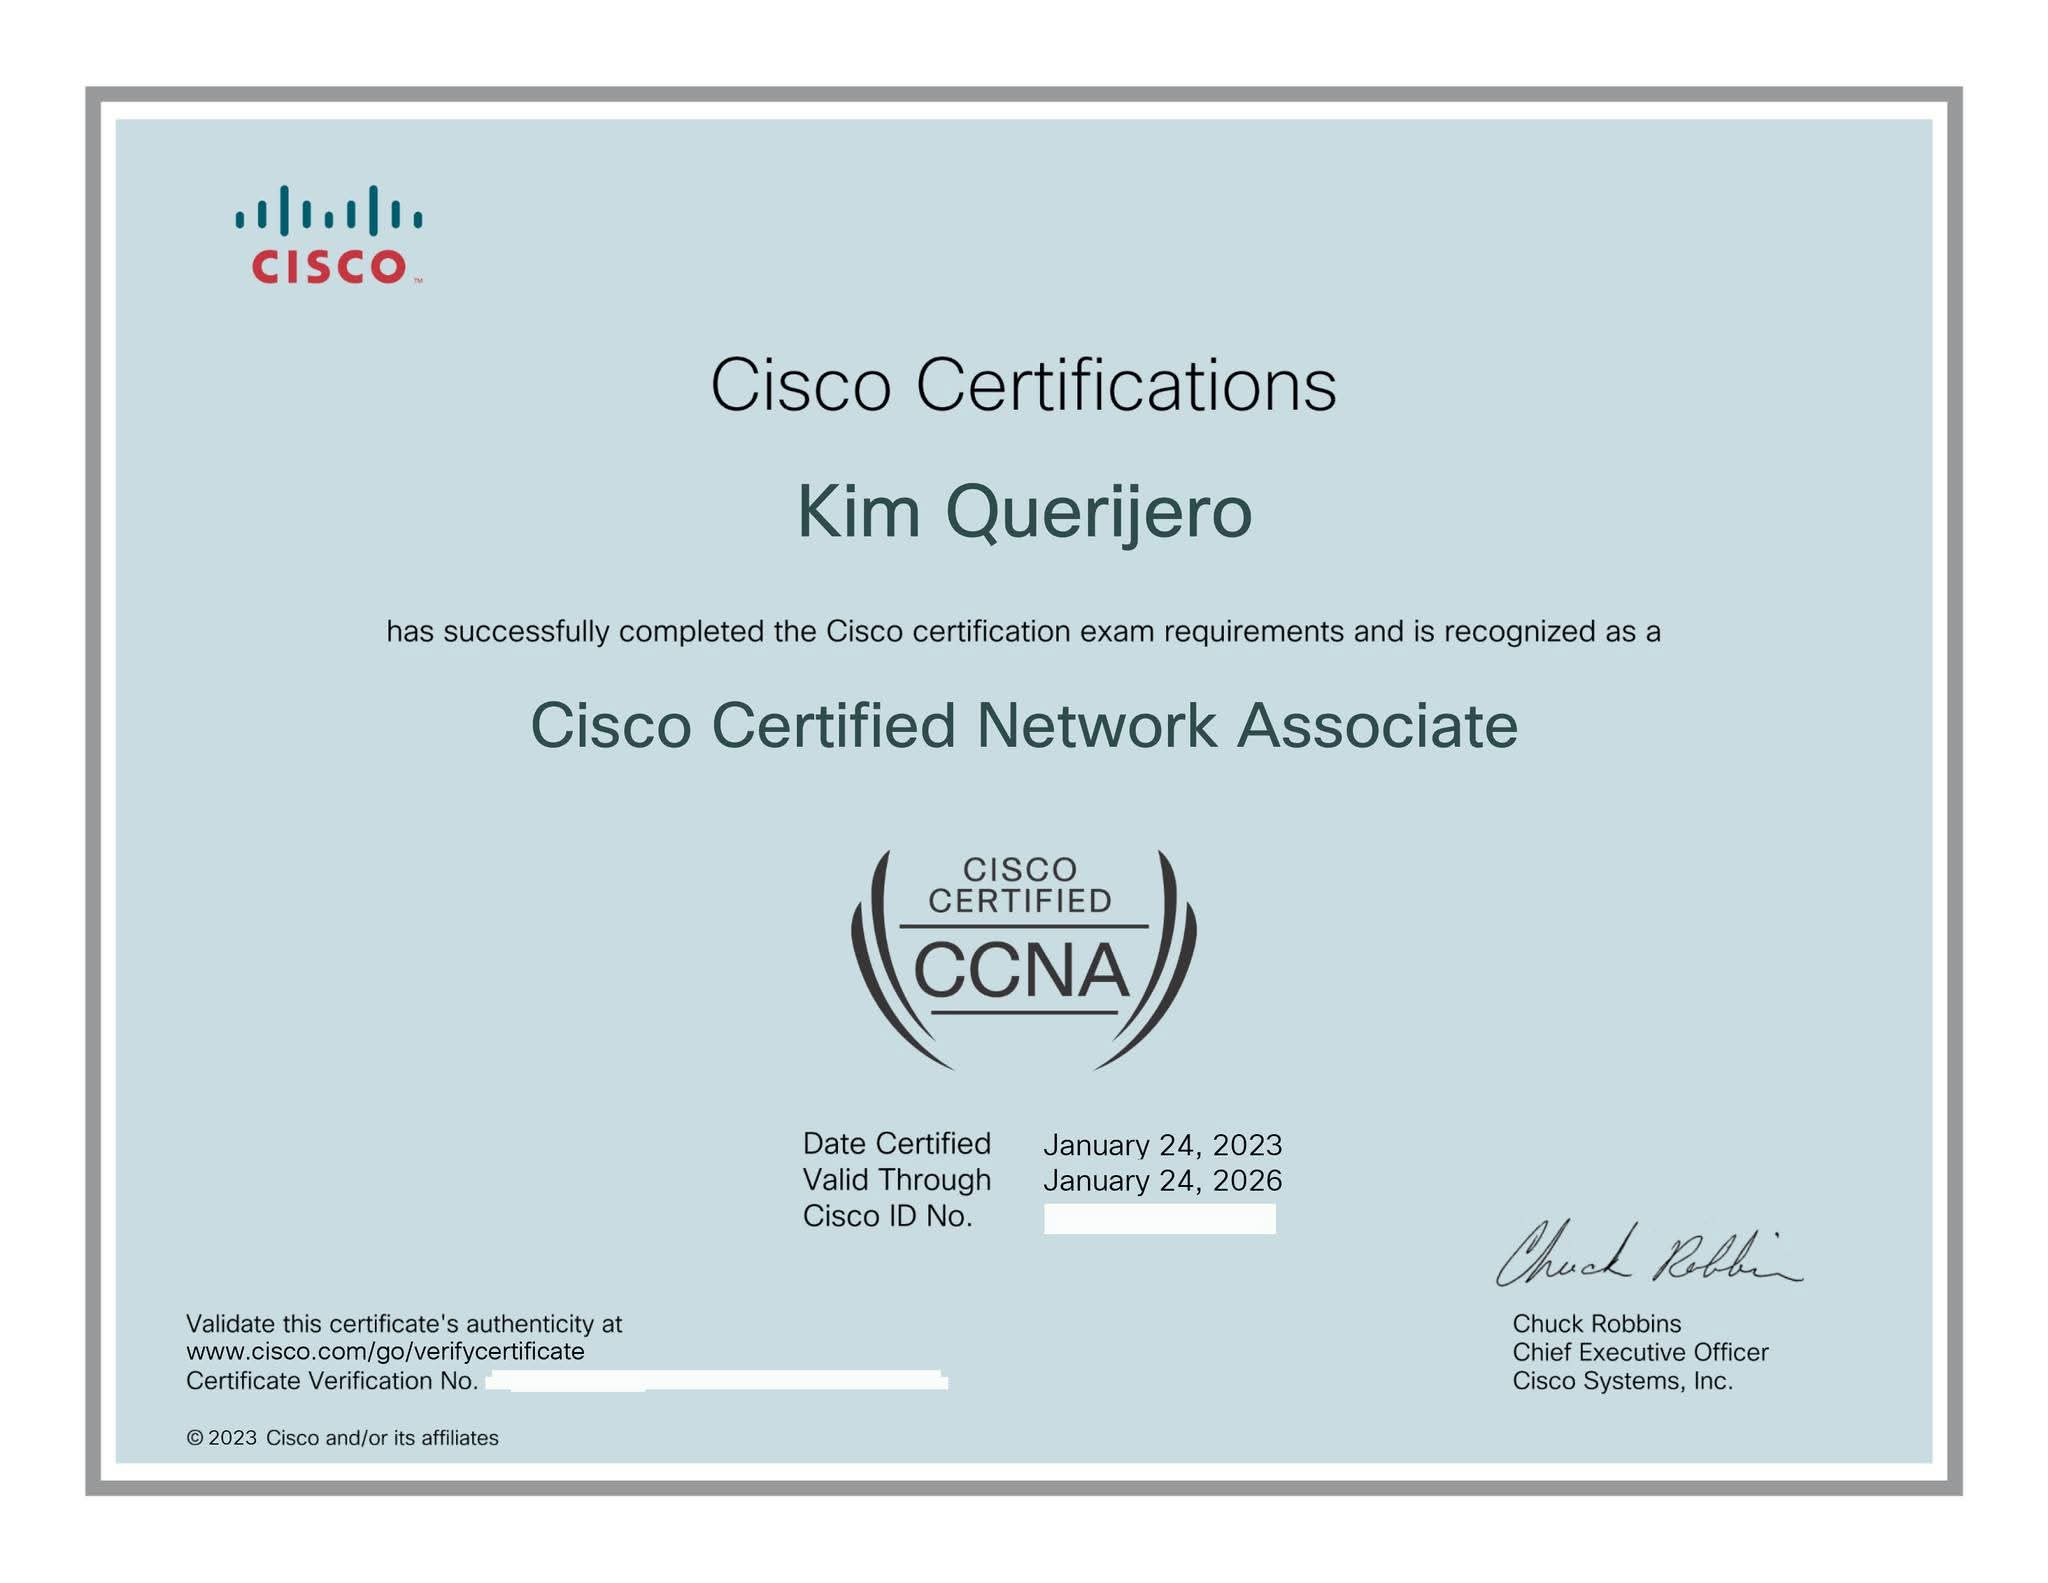 CISCO™
Cisco Certifications
Kim Querijero
has successfully completed the Cisco certification exam requirements and is recognized as a
Cisco Certified Network Associate
CISCO
CERTIFIED
CCNA
Date Certified January 24, 2023
Valid Through January 24, 2026
Cisco ID No.
Chuck Robbins
Validate this certificate's authenticity at
www.cisco.com/go/verifycertificate
Certificate Verification No.
Chuck Robbins
Chief Executive Officer
Cisco Systems, Inc.
© 2023 Cisco and/or its affiliates